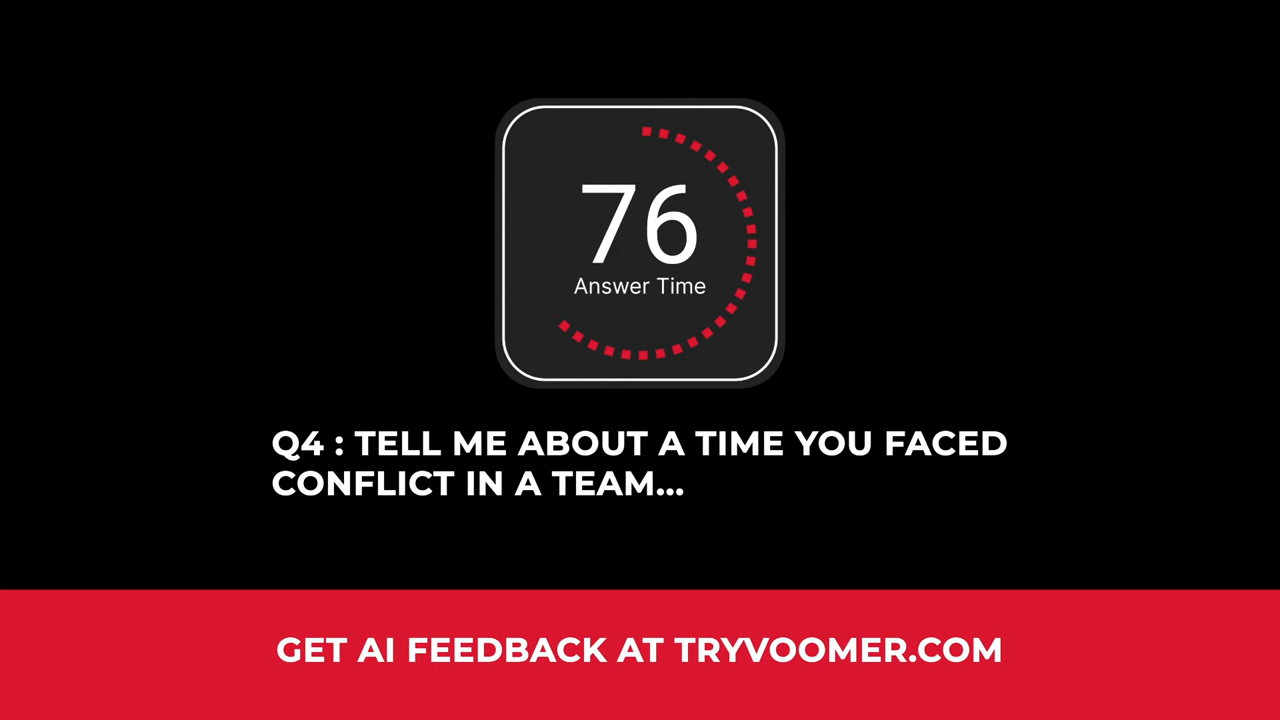 76
Answer Time
Q4 : TELL ME ABOUT A TIME YOU FACED
CONFLICT IN A TEAM...
GET AI FEEDBACK AT TRYVOOMER.COM